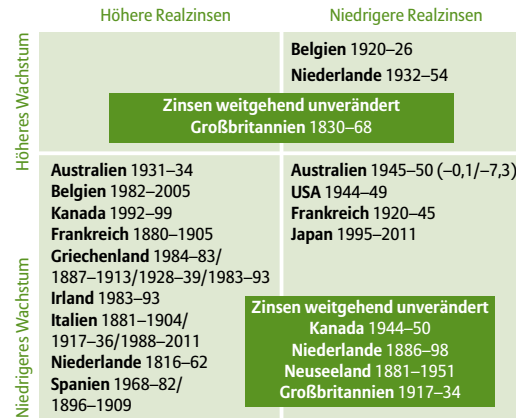 Höhere Realzinsen
Niedrigere Realzinsen
Höheres Wachstum
Belgien 1920–26
Niederlande 1932–54
Zinsen weitgehend unverändert
Großbritannien 1830–68
Niedrigeres Wachstum
Australien 1931–34
Belgien 1982–2005
Kanada 1992–99
Frankreich 1880–1905
Griechenland 1984–83/
1887–1913/1928–39/1983–93
Irland 1983–93
Italien 1881–1904/
1917–36/1988–2011
Niederlande 1816–62
Spanien 1968–82/
1896–1909
Australien 1945–50 (–0,1/–7,3)
USA 1944–49
Frankreich 1920–45
Japan 1995–2011
Zinsen weitgehend unverändert
Kanada 1944–50
Niederlande 1886–98
Neuseeland 1881–1951
Großbritannien 1917–34